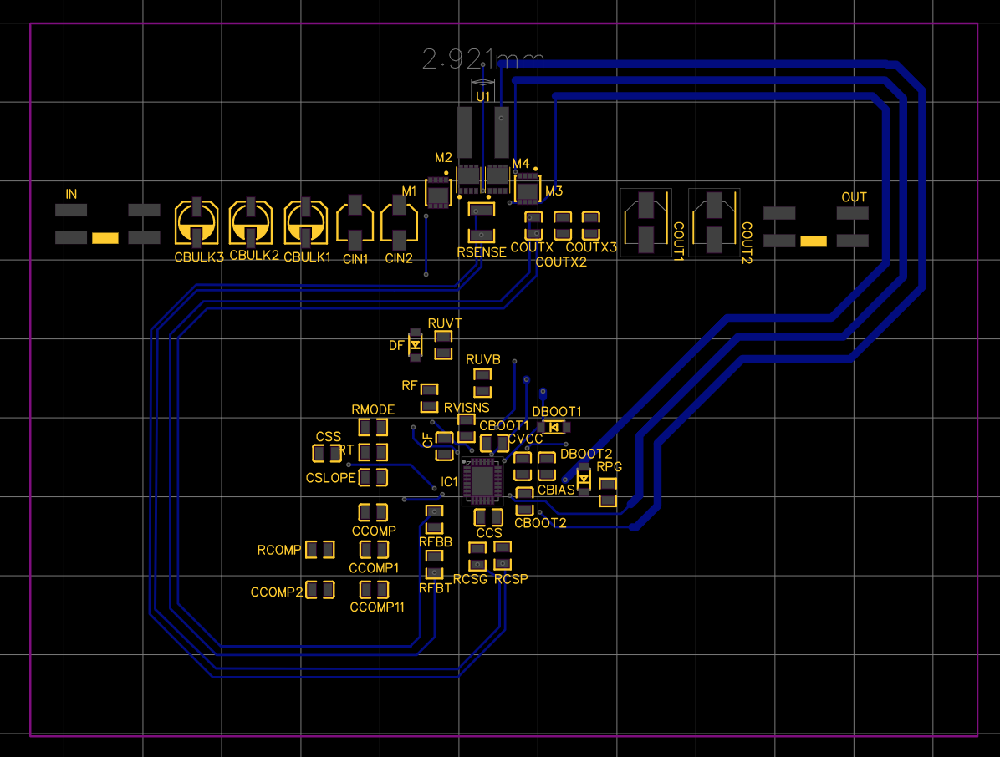 2.921mm
U1
M2
M4
M1
M3
IN
OUT
CBULK3
CBULK2
CBULK1
CIN1
CIN2
RSENSE
COUTX
COUTX2
COUTX3
COUT1
COUT2
RUVT
DF
RUVB
RF
RVISNS
RMODE
DBOOT1
CBOOT1
CVCC
CSS
RT
CF
DBOOT2
RPG
CSLOPE
IC1
CBIAS
CBOOT2
CCOMP
CCS
RFBB
RCOMP
CCOMP1
RCSG
RCSP
RFBT
CCOMP2
CCOMP11